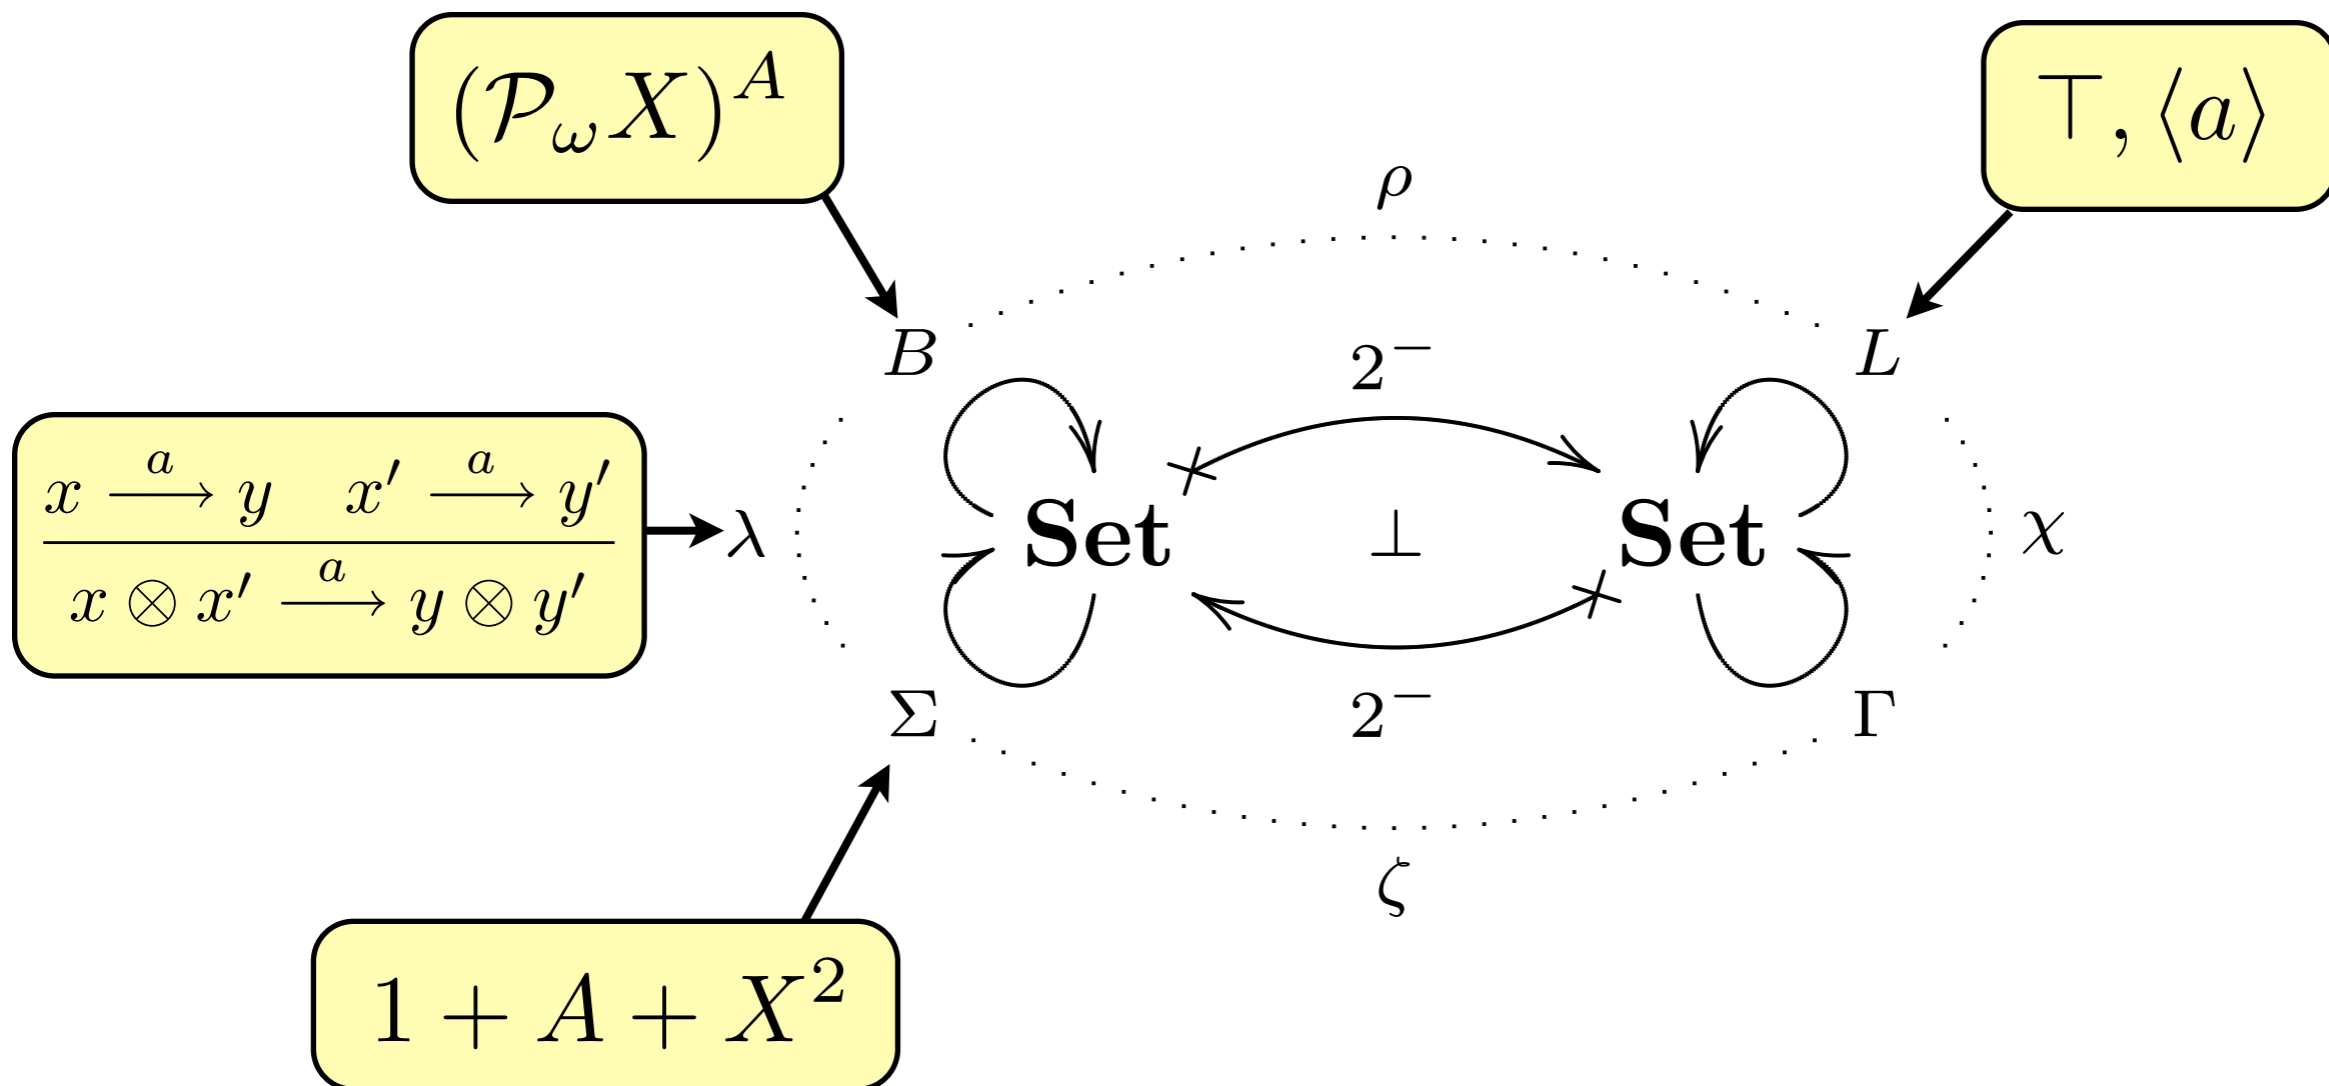 (𝒫_ω X)^A
⊤, ⟨a⟩
ρ
B
L
2^−
x —a→ y   x′ —a→ y′
x ⊗ x′ —a→ y ⊗ y′
λ
Set
⊥
Set
χ
Σ
2^−
Γ
ζ
1 + A + X^2